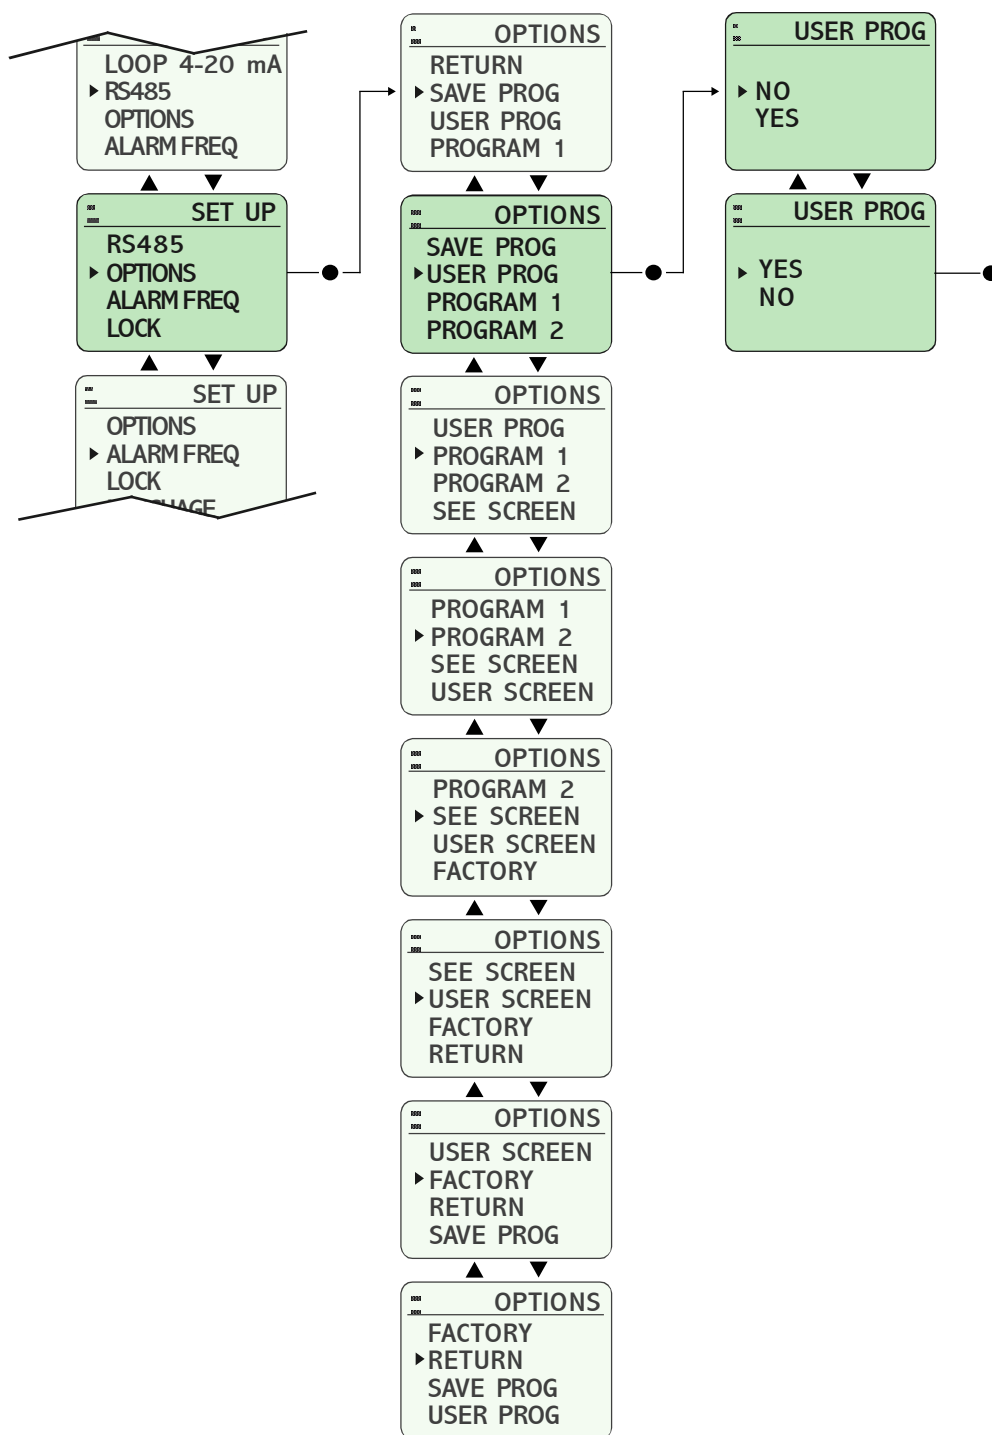 LOOP 4-20 mA
RS485
OPTIONS
ALARM FREQ
SET UP
RS485
OPTIONS
ALARM FREQ
LOCK
SET UP
OPTIONS
ALARM FREQ
LOCK
OPTIONS
RETURN
SAVE PROG
USER PROG
PROGRAM 1
OPTIONS
SAVE PROG
USER PROG
PROGRAM 1
PROGRAM 2
OPTIONS
USER PROG
PROGRAM 1
PROGRAM 2
SEE SCREEN
OPTIONS
PROGRAM 1
PROGRAM 2
SEE SCREEN
USER SCREEN
OPTIONS
PROGRAM 2
SEE SCREEN
USER SCREEN
FACTORY
OPTIONS
SEE SCREEN
USER SCREEN
FACTORY
RETURN
OPTIONS
USER SCREEN
FACTORY
RETURN
SAVE PROG
OPTIONS
FACTORY
RETURN
SAVE PROG
USER PROG
USER PROG
NO
YES
USER PROG
YES
NO